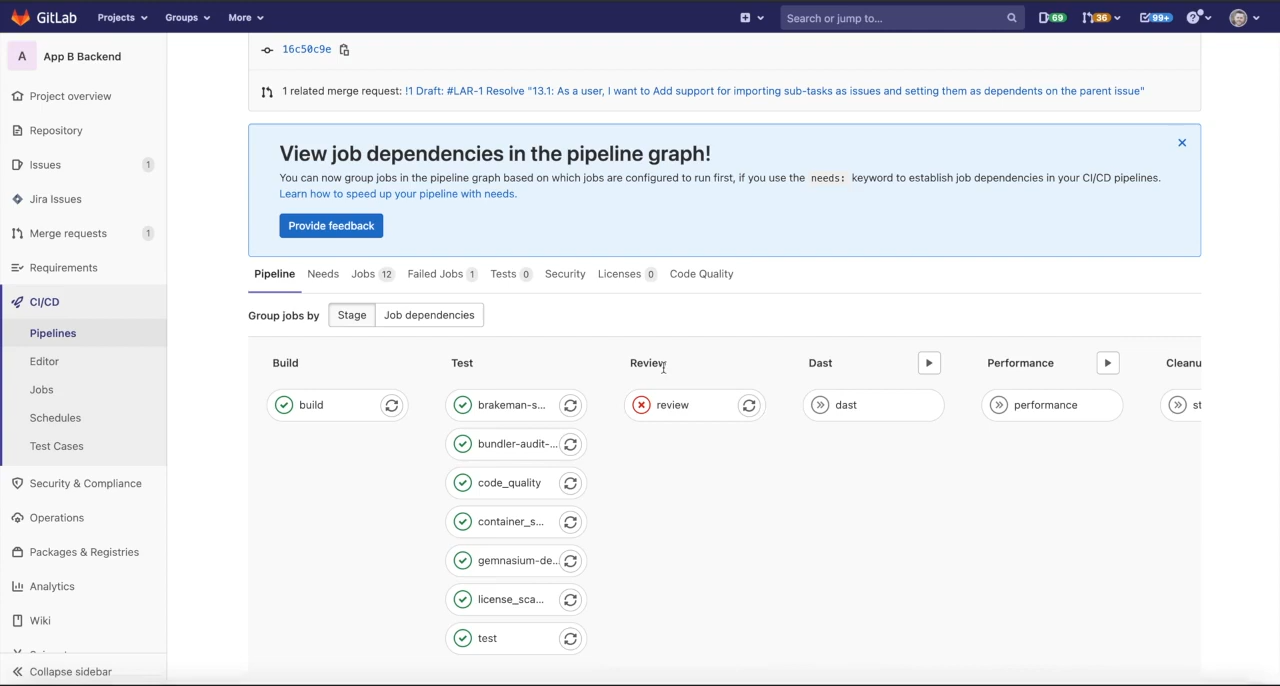 GitLab Projects Groups More Search or jump to... 69 36 99+
A App B Backend
Project overview
Repository
Issues 1
Jira Issues
Merge requests 1
Requirements
CI/CD
Pipelines
Editor
Jobs
Schedules
Test Cases
Security & Compliance
Operations
Packages & Registries
Analytics
Wiki
Collapse sidebar
16c50c9e
1 related merge request: !1 Draft: #LAR-1 Resolve "13.1: As a user, I want to Add support for importing sub-tasks as issues and setting them as dependents on the parent issue"
View job dependencies in the pipeline graph!
You can now group jobs in the pipeline graph based on which jobs are configured to run first, if you use the needs: keyword to establish job dependencies in your CI/CD pipelines.
Learn how to speed up your pipeline with needs.
Provide feedback
Pipeline Needs Jobs 12 Failed Jobs 1 Tests 0 Security Licenses 0 Code Quality
Group jobs by Stage Job dependencies
Build Test Review Dast Performance Cleanu
build brakeman-s... review dast performance st
bundler-audit-...
code_quality
container_s...
gemnasium-de...
license_sca...
test